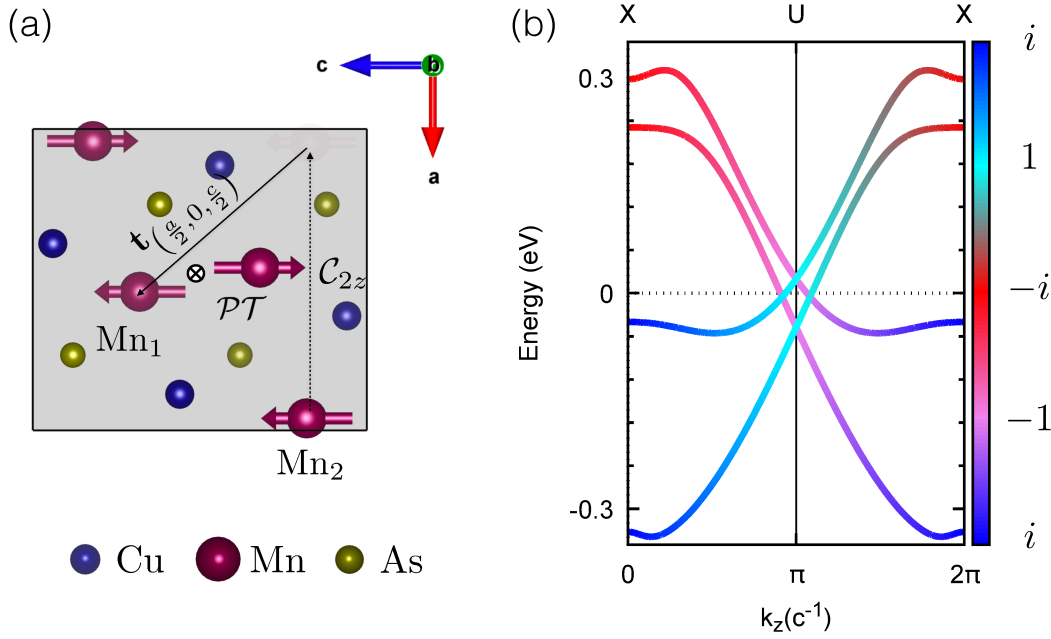 (a)
c
b
a
t(a/2, 0, c/2)
C2z
PT
Mn1
Mn2
Cu
Mn
As
(b)
X U X
Energy (eV)
0.3
0
-0.3
0 π 2π
kz(c-1)
i
1
-i
-1
i